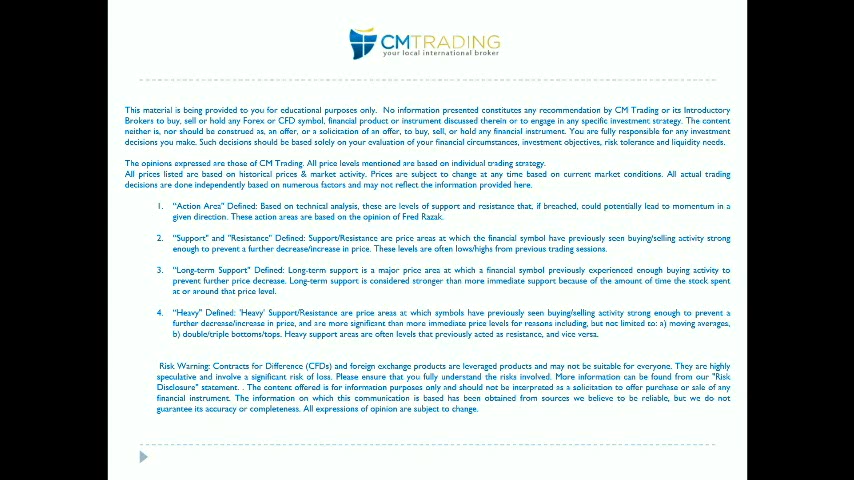 CMTRADING
your local international broker
This material is being provided to you for educational purposes only. No information presented constitutes any recommendation by CM Trading or its Introductory
Brokers to buy, sell or hold any Forex or CFD symbol, financial product or instrument discussed therein or to engage in any specific investment strategy. The content
neither is, nor should be construed as, an offer, or a solicitation of an offer, to buy, sell, or hold any financial instrument. You are fully responsible for any investment
decisions you make. Such decisions should be based solely on your evaluation of your financial circumstances, investment objectives, risk tolerance and liquidity needs.
The opinions expressed are those of CM Trading. All price levels mentioned are based on individual trading strategy.
All prices listed are based on historical prices & market activity. Prices are subject to change at any time based on current market conditions. All actual trading
decisions are done independently based on numerous factors and may not reflect the information provided here.
1. "Action Area" Defined: Based on technical analysis, these are levels of support and resistance that, if breached, could potentially lead to momentum in a
given direction. These action areas are based on the opinion of Fred Razak.
2. "Support" and "Resistance" Defined: Support/Resistance are price areas at which the financial symbol have previously seen buying/selling activity strong
enough to prevent a further decrease/increase in price. These levels are often lows/highs from previous trading sessions.
3. "Long-term Support" Defined: Long-term support is a major price area at which a financial symbol previously experienced enough buying activity to
prevent further price decrease. Long-term support is considered stronger than more immediate support because of the amount of time the stock spent
at or around that price level.
4. "Heavy" Defined: 'Heavy' Support/Resistance are price areas at which symbols have previously seen buying/selling activity strong enough to prevent a
further decrease/increase in price, and are more significant than more immediate price levels for reasons including, but not limited to: a) moving averages,
b) double/triple bottoms/tops. Heavy support areas are often levels that previously acted as resistance, and vice versa.
Risk Warning: Contracts for Difference (CFDs) and foreign exchange products are leveraged products and may not be suitable for everyone. They are highly
speculative and involve a significant risk of loss. Please ensure that you fully understand the risks involved. More information can be found from our "Risk
Disclosure" statement. . The content offered is for information purposes only and should not be interpreted as a solicitation to offer purchase or sale of any
financial instrument. The information on which this communication is based has been obtained from sources we believe to be reliable, but we do not
guarantee its accuracy or completeness. All expressions of opinion are subject to change.